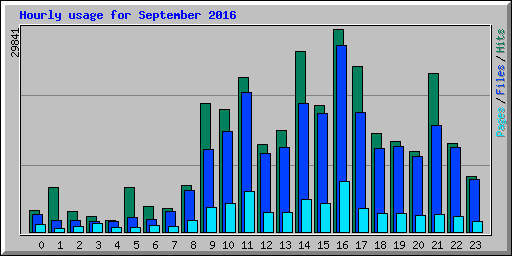 Hourly usage for September 2016
29841
Pages/Files/Hits
0 1 2 3 4 5 6 7 8 9 10 11 12 13 14 15 16 17 18 19 20 21 22 23